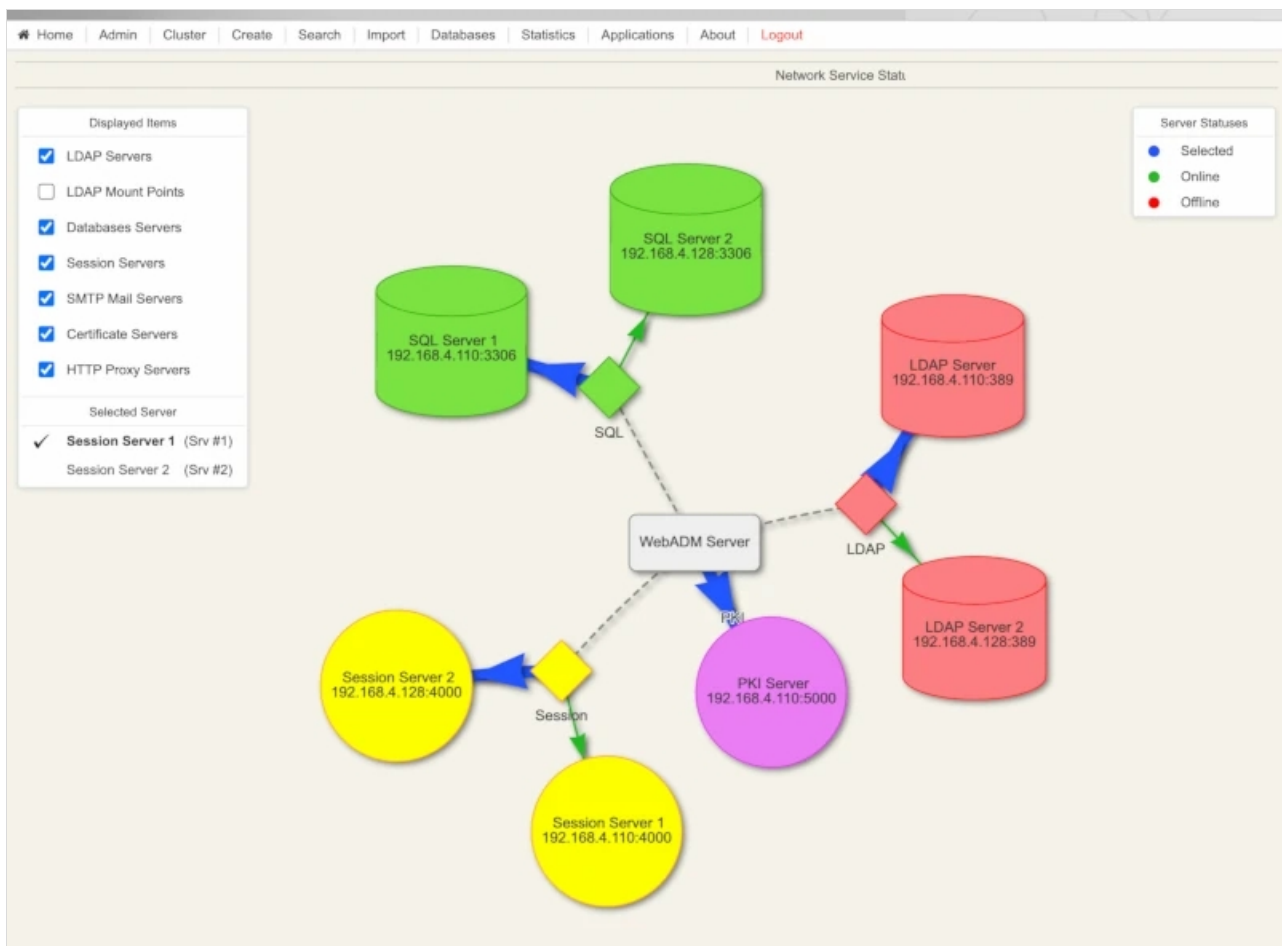 Home Admin Cluster Create Search Import Databases Statistics Applications About Logout
Network Service Statu
Displayed Items
LDAP Servers
LDAP Mount Points
Databases Servers
Session Servers
SMTP Mail Servers
Certificate Servers
HTTP Proxy Servers
Selected Server
Session Server 1 (Srv #1)
Session Server 2 (Srv #2)
Server Statuses
Selected
Online
Offline
SQL Server 2
192.168.4.128:3306
SQL Server 1
192.168.4.110:3306
SQL
LDAP Server
192.168.4.110:389
LDAP
WebADM Server
LDAP Server 2
192.168.4.128:389
PKI
Session Server 2
192.168.4.128:4000
Session
PKI Server
192.168.4.110:5000
Session Server 1
192.168.4.110:4000